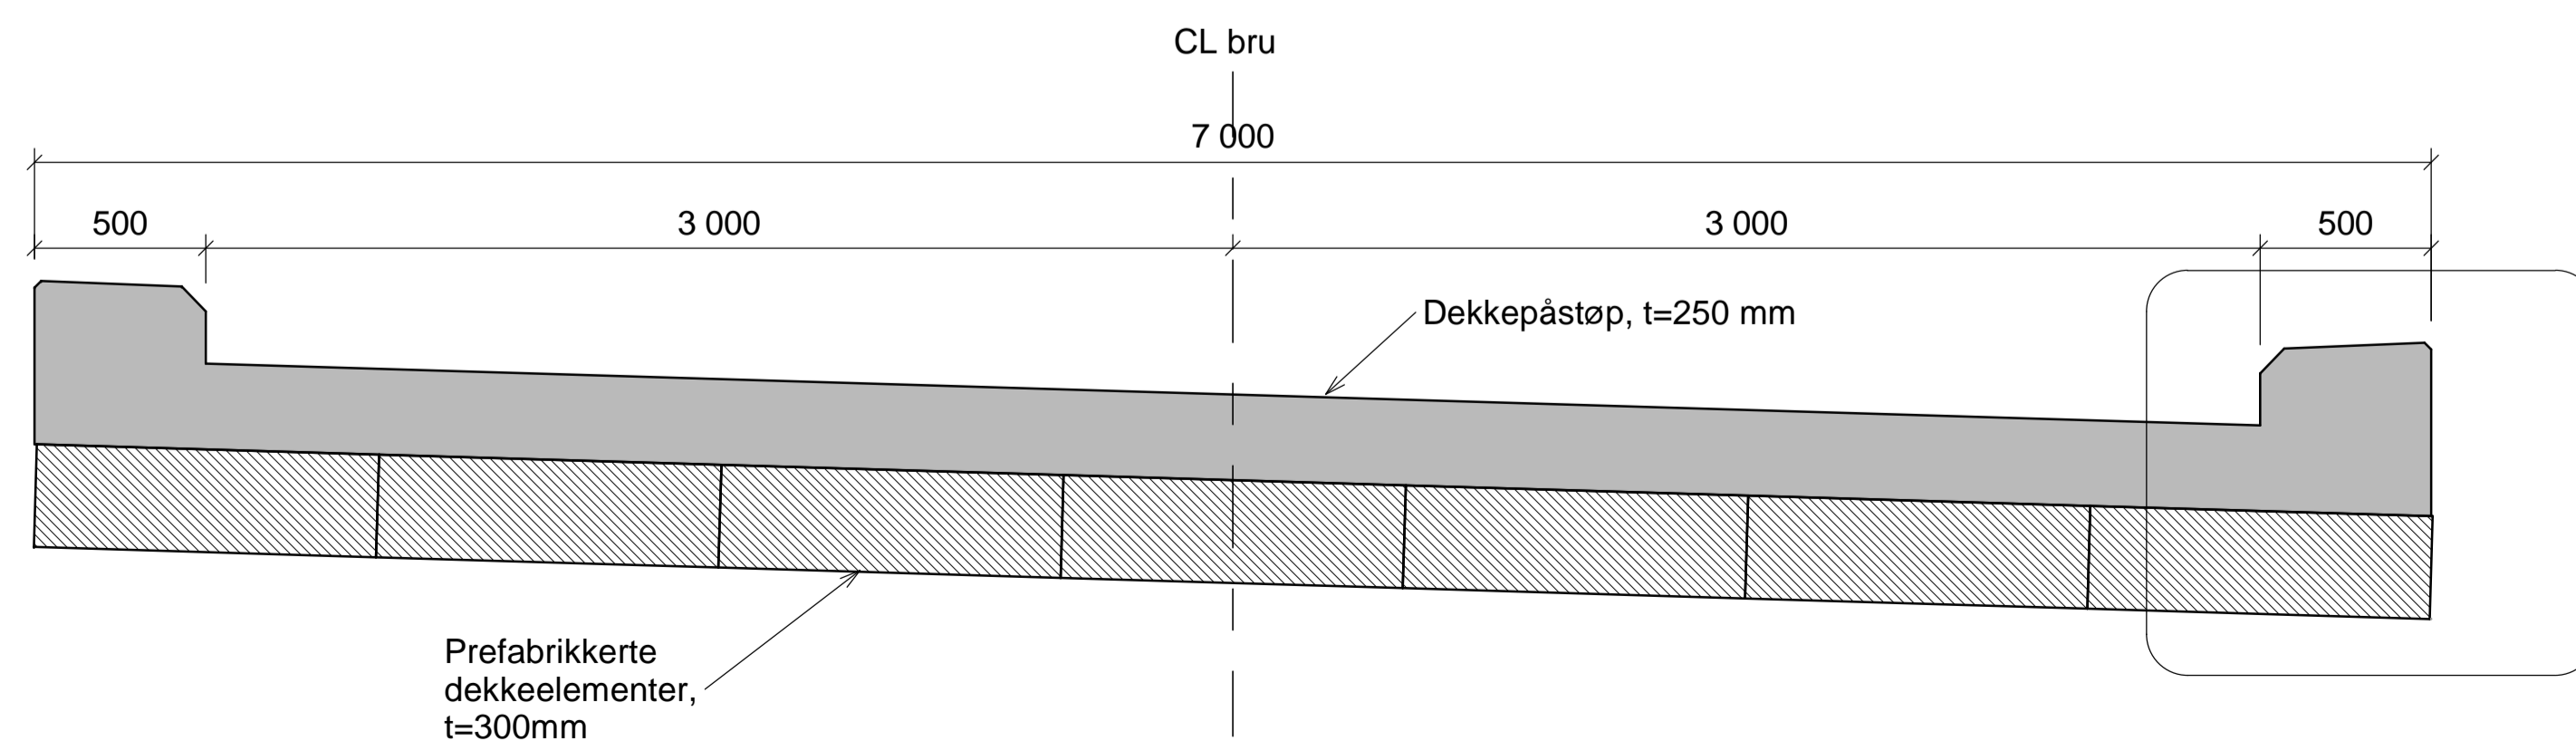 CL bru
7 000
500
3 000
3 000
500
Dekkepåstøp, t=250 mm
Prefabrikkerte
dekkeelementer,
t=300mm